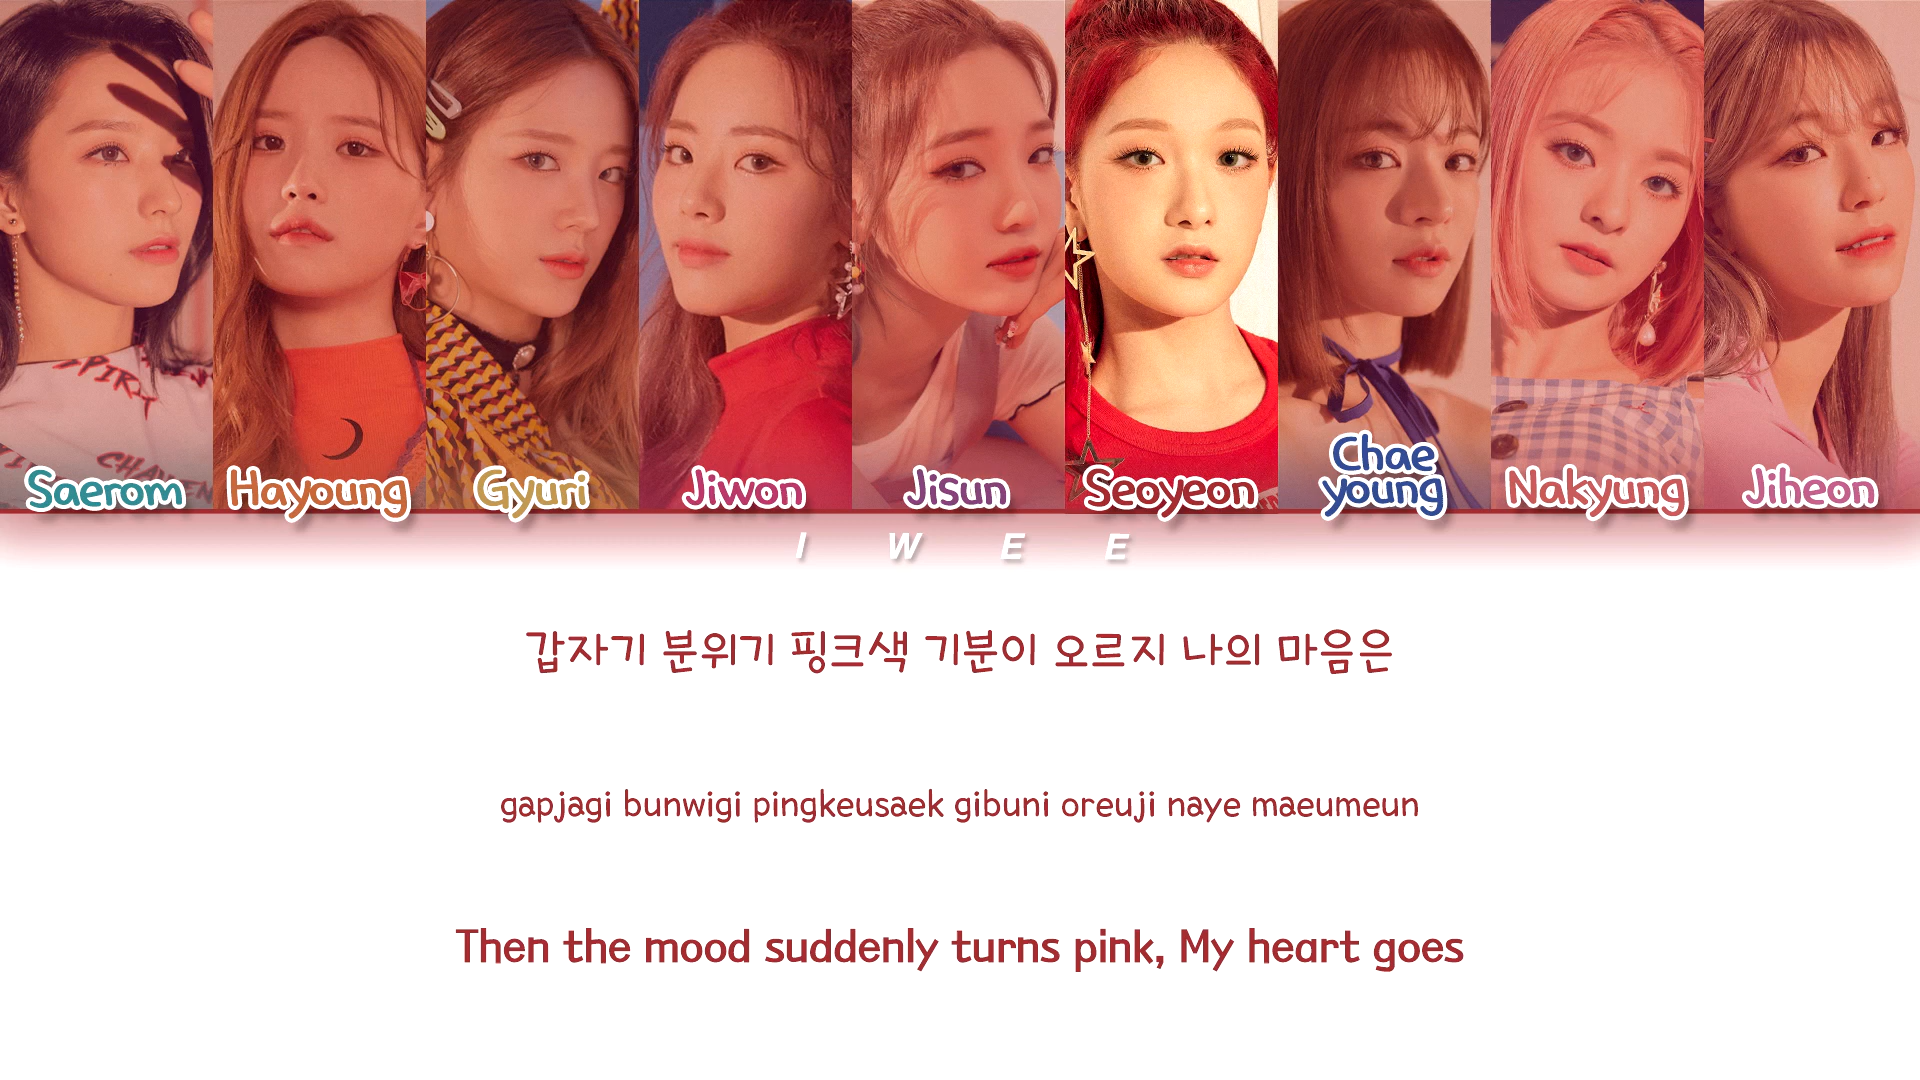 Saerom
Hayoung
Gyuri
Jiwon
Jisun
Seoyeon
Chae
young
Nakyung
Jiheon
I W E E
갑자기 분위기 핑크색 기분이 오르지 나의 마음은
gapjagi bunwigi pingkeusaek gibuni oreuji naye maeumeun
Then the mood suddenly turns pink, My heart goes